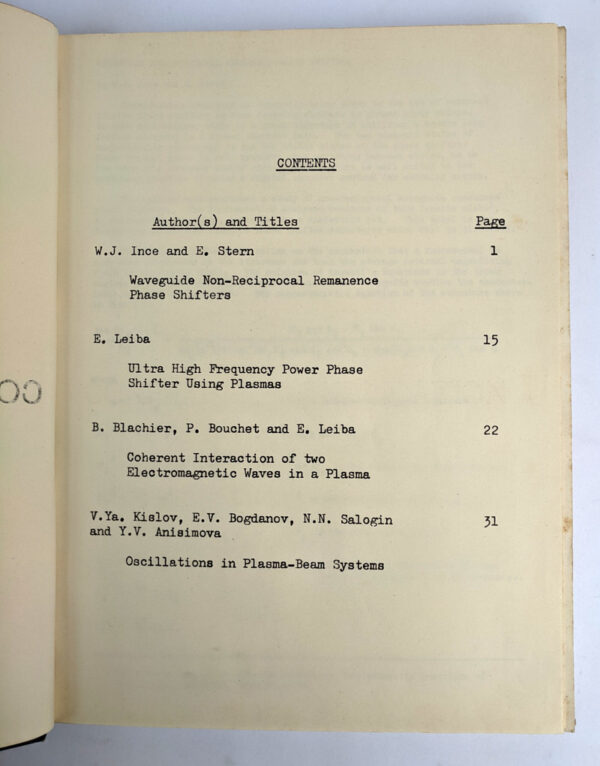 CONTENTS
Author(s) and Titles Page
W.J. Ince and E. Stern 1
Waveguide Non-Reciprocal Remanence
Phase Shifters
E. Leiba 15
Ultra High Frequency Power Phase
Shifter Using Plasmas
B. Blachier, P. Bouchet and E. Leiba 22
Coherent Interaction of two
Electromagnetic Waves in a Plasma
V.Ya. Kislov, E.V. Bogdanov, N.N. Salogin 31
and Y.V. Anisimova
Oscillations in Plasma-Beam Systems